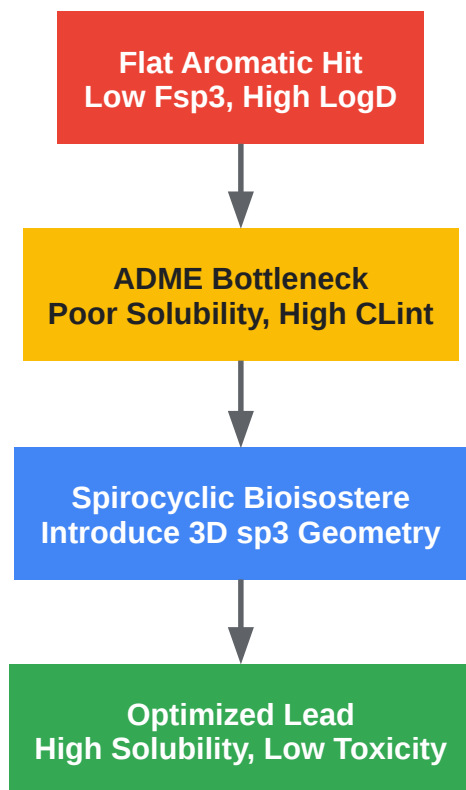 Flat Aromatic Hit
Low Fsp3, High LogD
ADME Bottleneck
Poor Solubility, High CLint
Spirocyclic Bioisostere
Introduce 3D sp3 Geometry
Optimized Lead
High Solubility, Low Toxicity